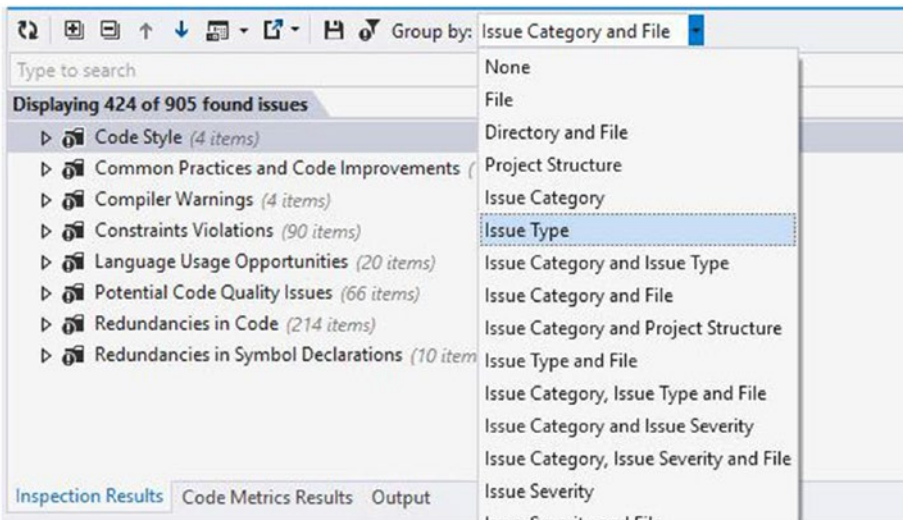 Group by: Issue Category and File
Type to search
Displaying 424 of 905 found issues
Code Style (4 items)
Common Practices and Code Improvements (
Compiler Warnings (4 items)
Constraints Violations (90 items)
Language Usage Opportunities (20 items)
Potential Code Quality Issues (66 items)
Redundancies in Code (214 items)
Redundancies in Symbol Declarations (10 item
None
File
Directory and File
Project Structure
Issue Category
Issue Type
Issue Category and Issue Type
Issue Category and File
Issue Category and Project Structure
Issue Type and File
Issue Category, Issue Type and File
Issue Category and Issue Severity
Issue Category, Issue Severity and File
Issue Severity
Inspection Results Code Metrics Results Output